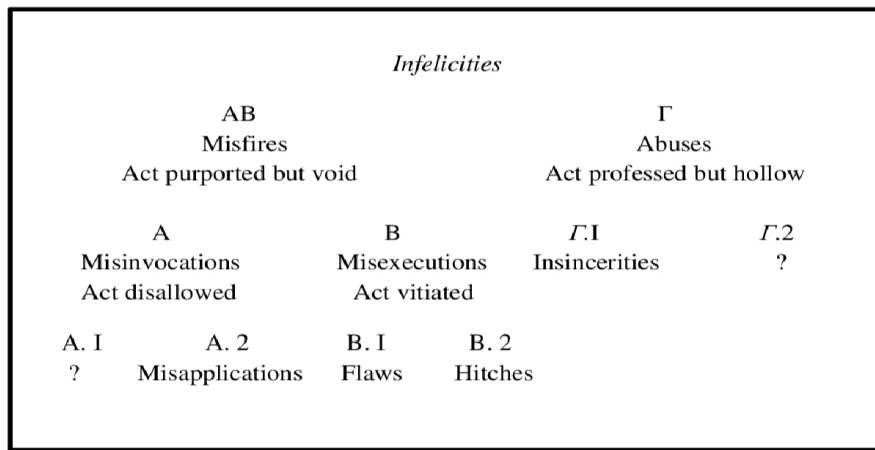 Infelicities
AB Γ
Misfires Abuses
Act purported but void Act professed but hollow
A B Γ.I Γ.2
Misinvocations Misexecutions Insincerities ?
Act disallowed Act vitiated
A. I A. 2 B. I B. 2
? Misapplications Flaws Hitches